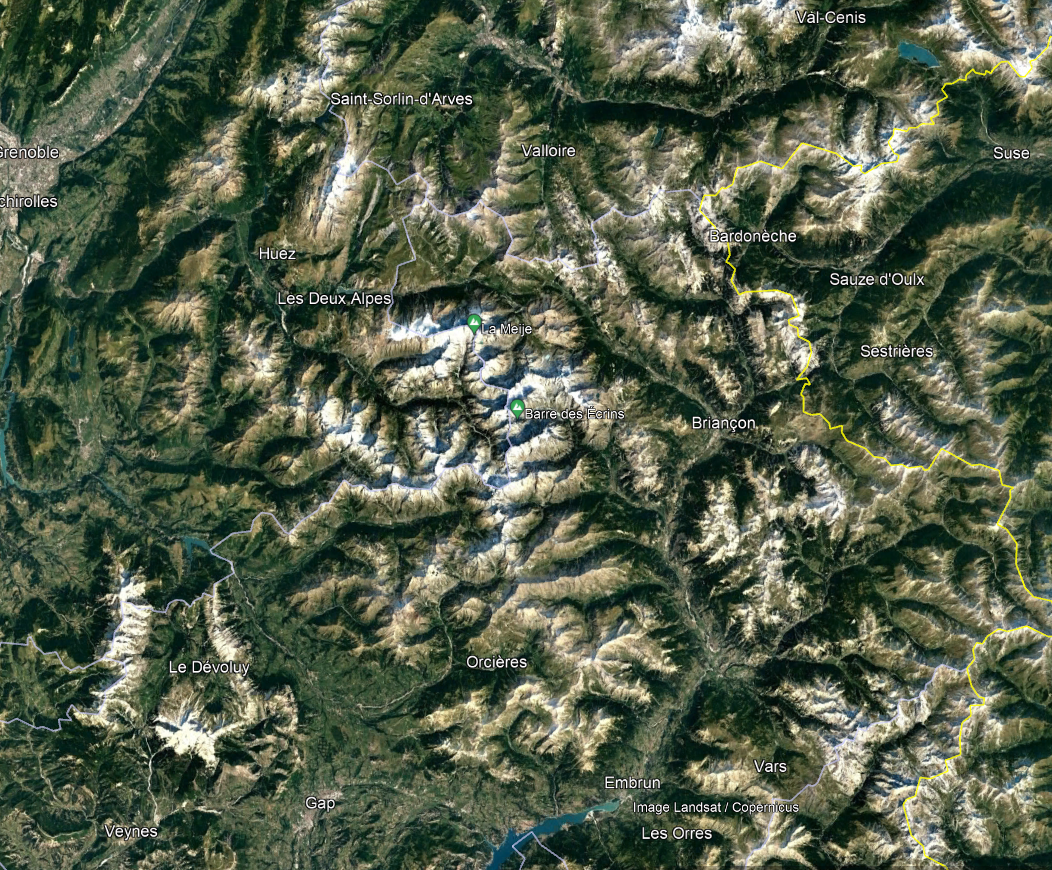 Val-Cenis
Saint-Sorlin-d'Arves
Grenoble
Valloire
Suse
chirolles
Bardonèche
Huez
Sauze d'Oulx
Les Deux Alpes
La Meije
Sestrières
Barre des Écrins
Briançon
Orcières
Le Dévoluy
Vars
Embrun
Gap
Image Landsat / Copernicus
Veynes
Les Orres